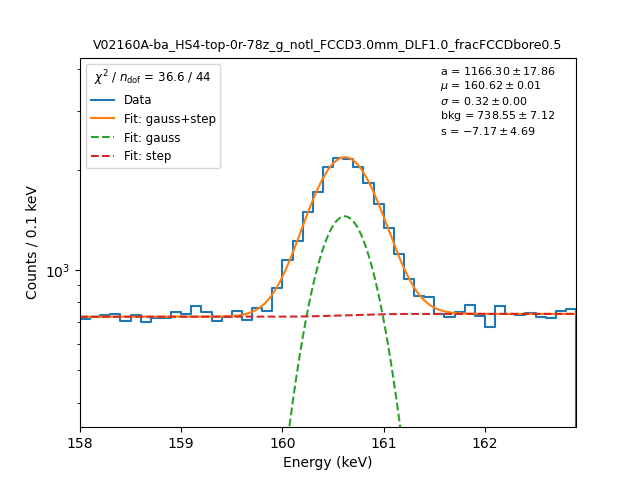 V02160A-ba_HS4-top-0r-78z_g_notl_FCCD3.0mm_DLF1.0_fracFCCDbore0.5
χ² / n_dof = 36.6 / 44
Data
Fit: gauss+step
Fit: gauss
Fit: step
a = 1166.30 ± 17.86
μ = 160.62 ± 0.01
σ = 0.32 ± 0.00
bkg = 738.55 ± 7.12
s = −7.17 ± 4.69
Counts / 0.1 keV
10³
158 159 160 161 162
Energy (keV)